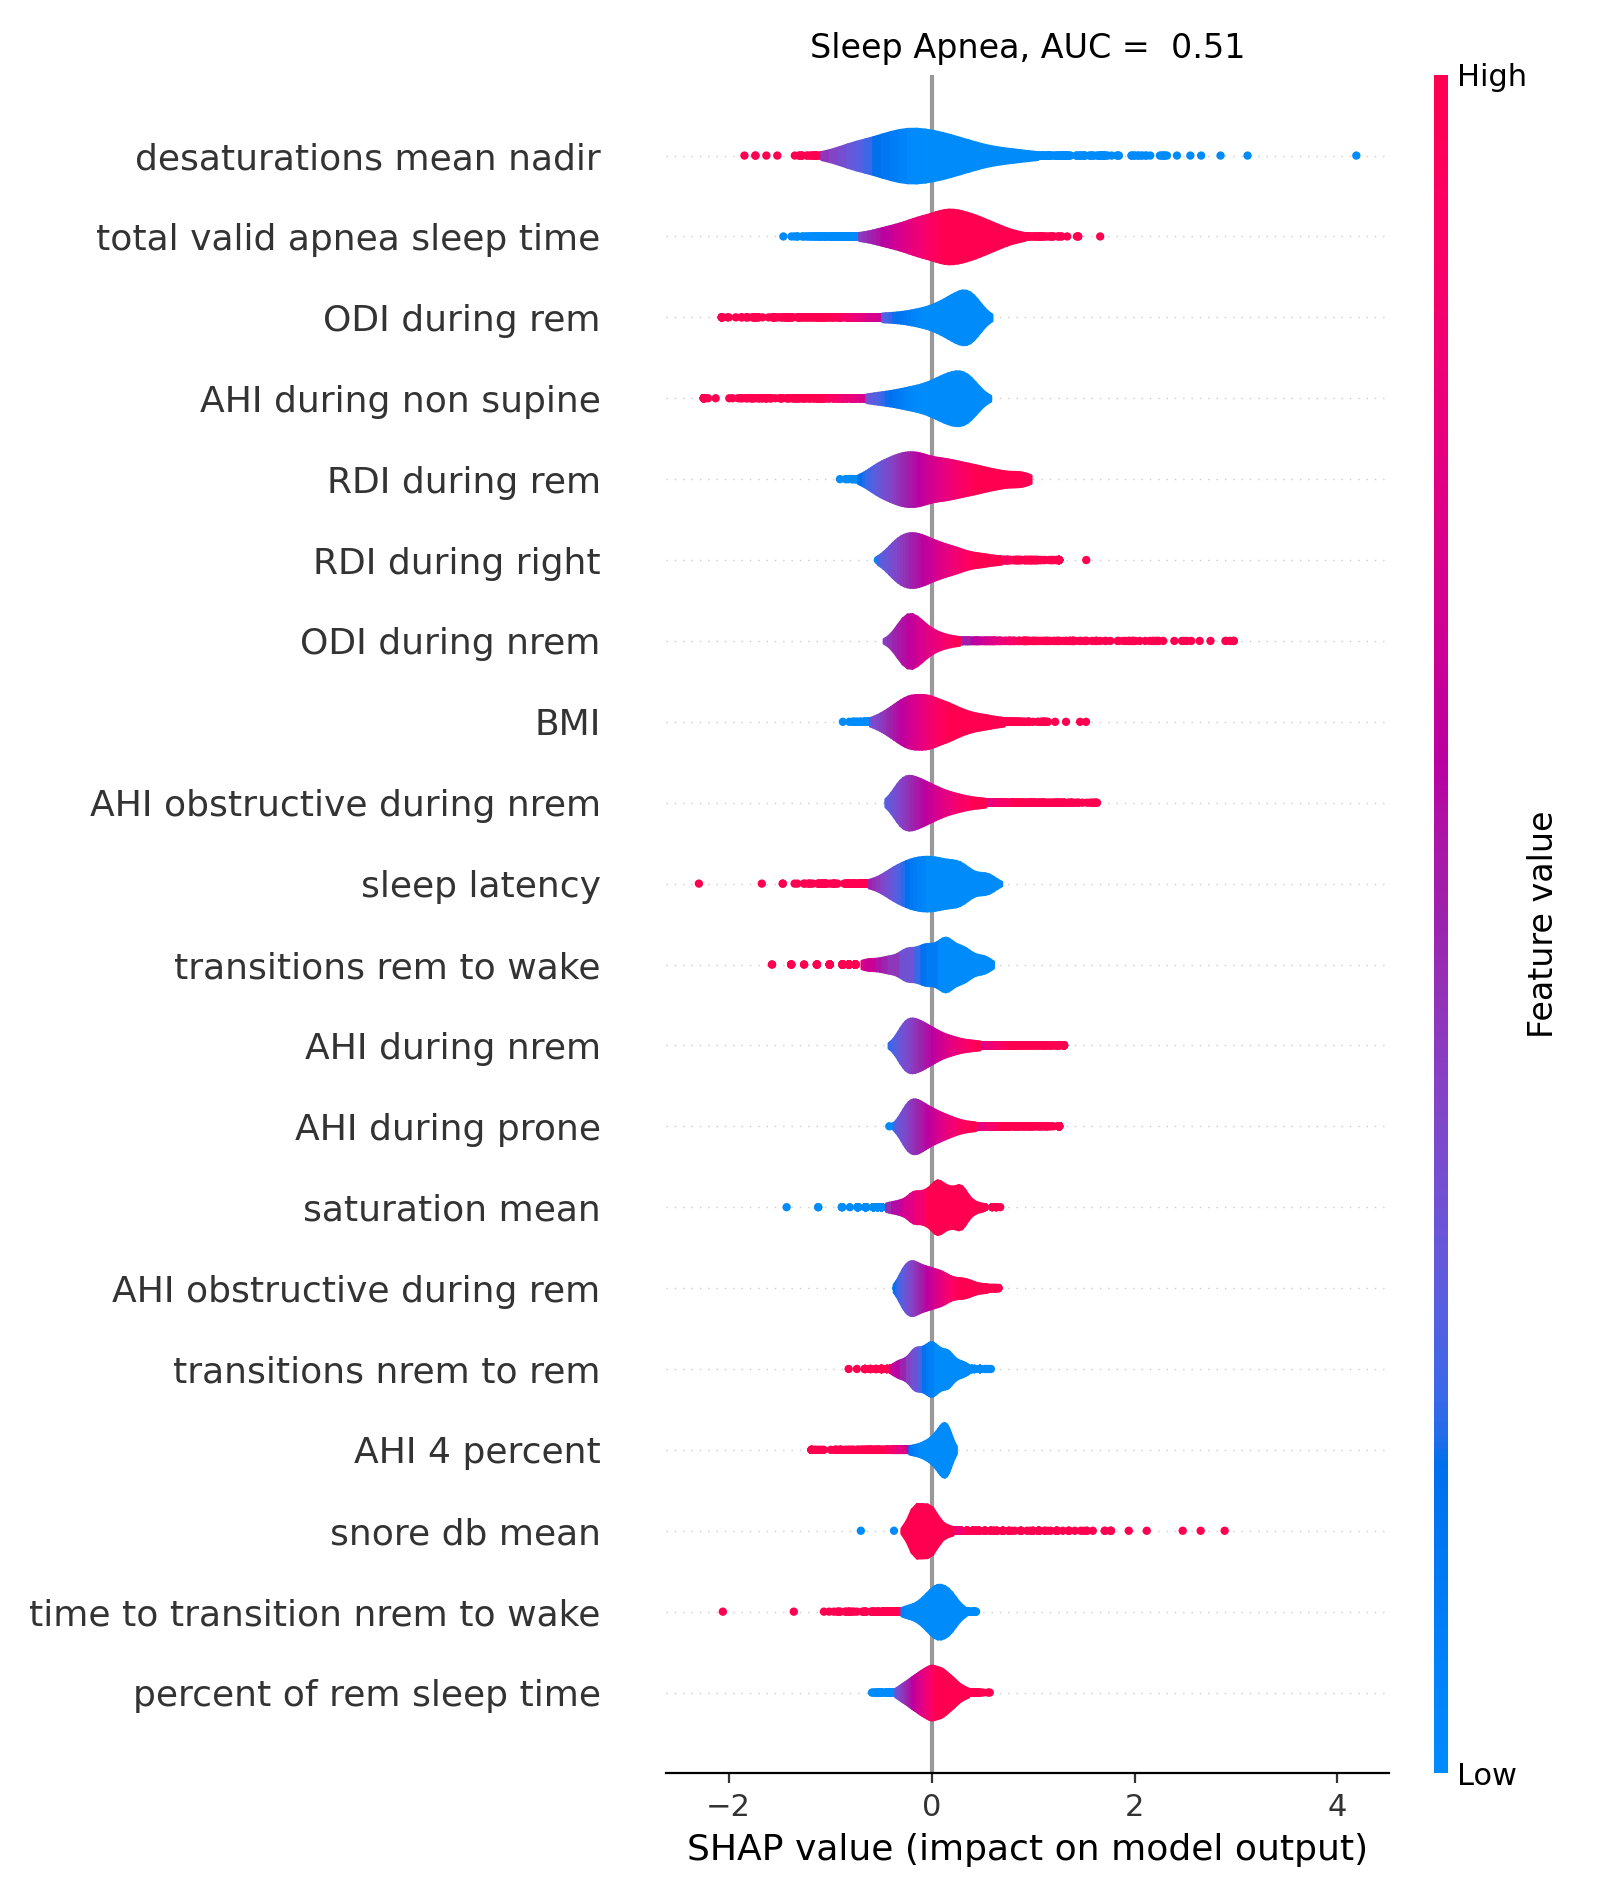 Sleep Apnea, AUC =  0.51
High
desaturations mean nadir
total valid apnea sleep time
ODI during rem
AHI during non supine
RDI during rem
RDI during right
ODI during nrem
BMI
AHI obstructive during nrem
sleep latency
transitions rem to wake
AHI during nrem
AHI during prone
saturation mean
AHI obstructive during rem
transitions nrem to rem
AHI 4 percent
snore db mean
time to transition nrem to wake
percent of rem sleep time
Feature value
Low
−2 0 2 4
SHAP value (impact on model output)